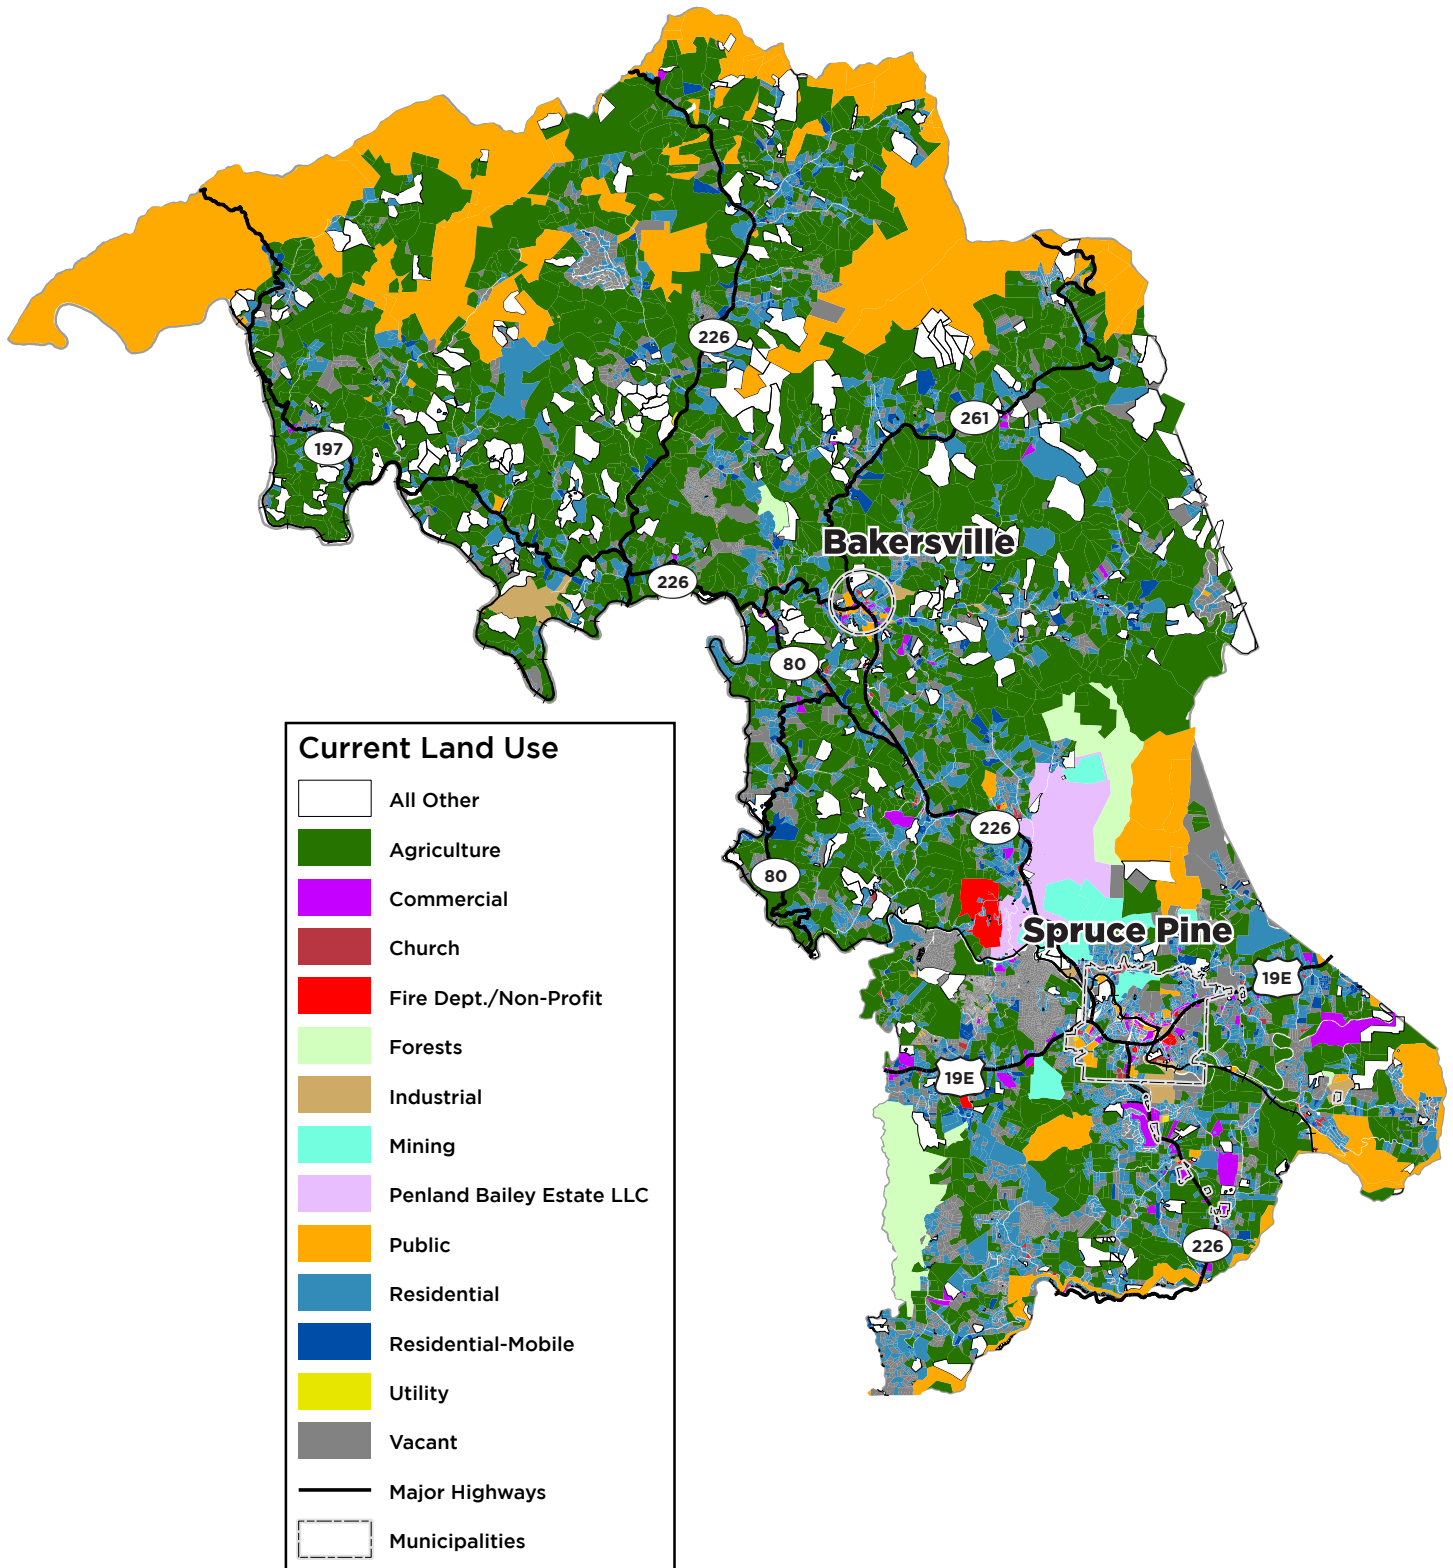 226
261
197
Bakersville
226
80
226
80
Spruce Pine
19E
19E
226
Current Land Use
All Other
Agriculture
Commercial
Church
Fire Dept./Non-Profit
Forests
Industrial
Mining
Penland Bailey Estate LLC
Public
Residential
Residential-Mobile
Utility
Vacant
Major Highways
Municipalities